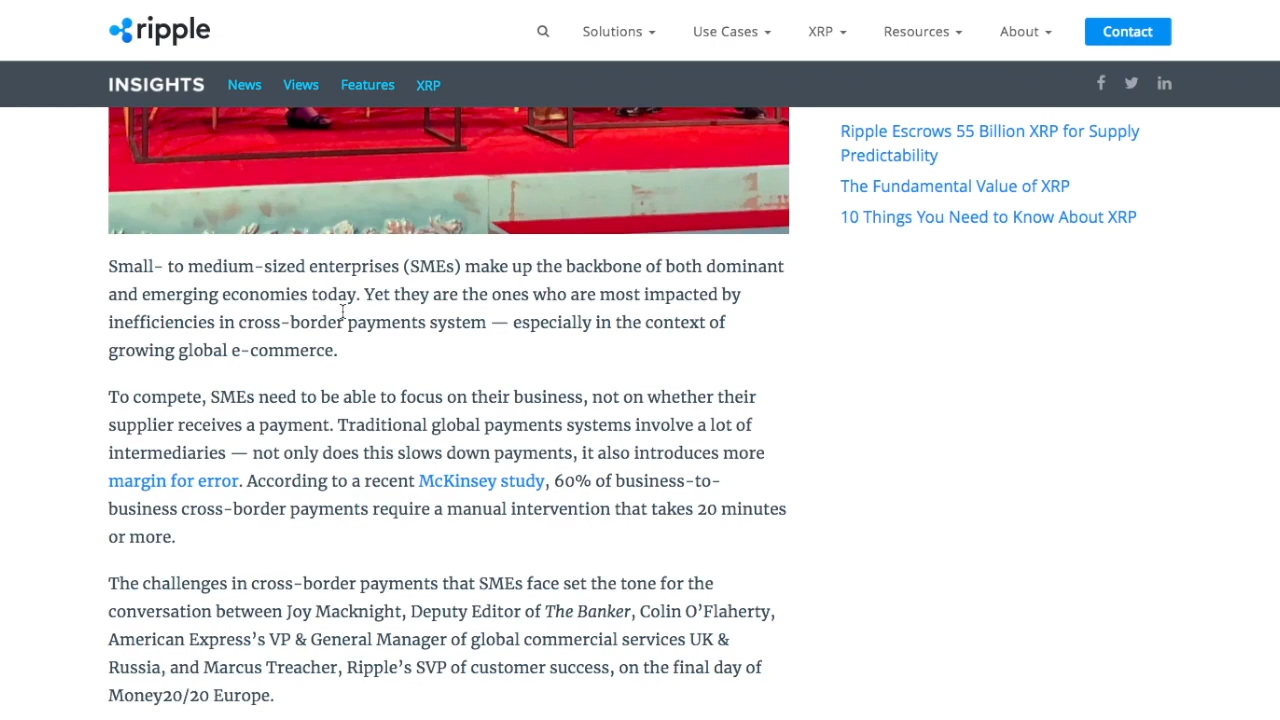 ripple
Solutions
Use Cases
XRP
Resources
About
Contact
INSIGHTS
News
Views
Features
XRP
Ripple Escrows 55 Billion XRP for Supply
Predictability
The Fundamental Value of XRP
10 Things You Need to Know About XRP
Small- to medium-sized enterprises (SMEs) make up the backbone of both dominant
and emerging economies today. Yet they are the ones who are most impacted by
inefficiencies in cross-border payments system — especially in the context of
growing global e-commerce.
To compete, SMEs need to be able to focus on their business, not on whether their
supplier receives a payment. Traditional global payments systems involve a lot of
intermediaries — not only does this slows down payments, it also introduces more
margin for error. According to a recent McKinsey study, 60% of business-to-
business cross-border payments require a manual intervention that takes 20 minutes
or more.
The challenges in cross-border payments that SMEs face set the tone for the
conversation between Joy Macknight, Deputy Editor of The Banker, Colin O’Flaherty,
American Express’s VP & General Manager of global commercial services UK &
Russia, and Marcus Treacher, Ripple’s SVP of customer success, on the final day of
Money20/20 Europe.